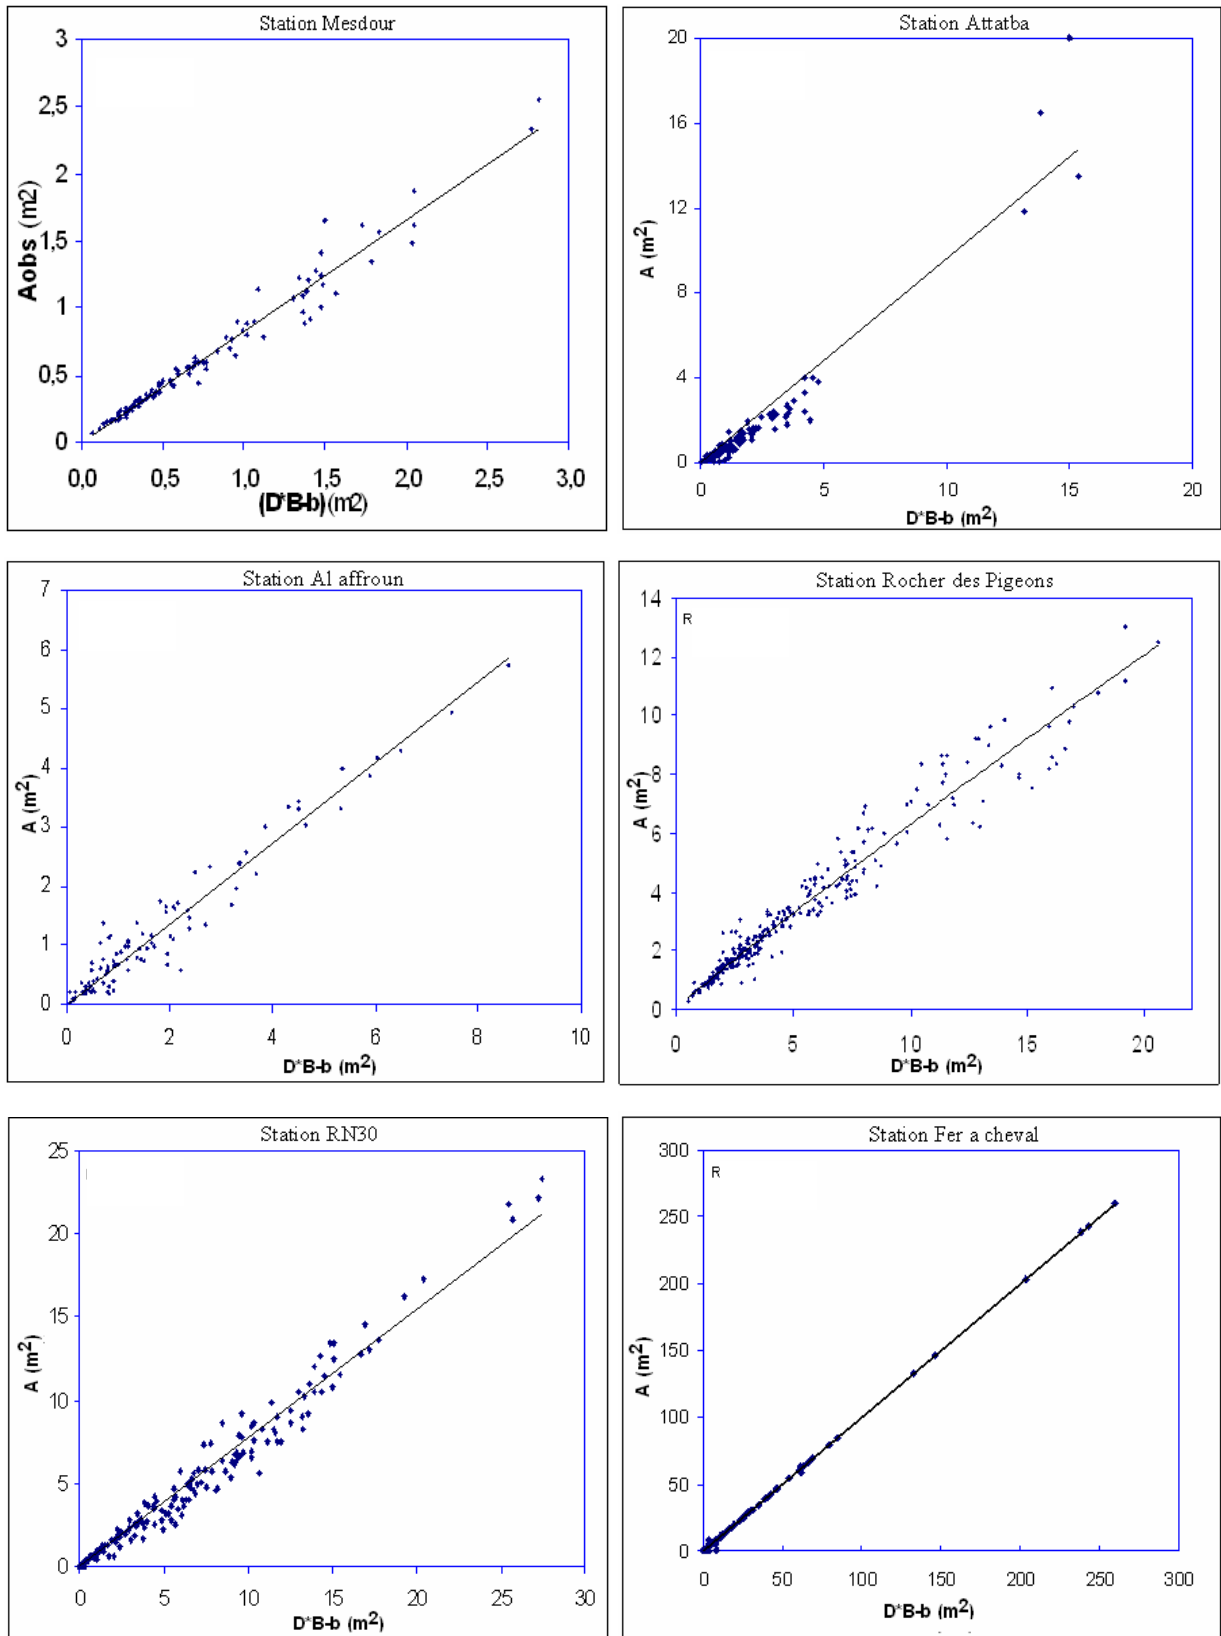 Station Mesdour
3
2,5
2
1,5
1
0,5
0
Aobs (m2)
0,0 0,5 1,0 1,5 2,0 2,5 3,0
(D*B-b) (m2)
Station Attatba
20
16
12
8
4
0
A (m²)
0 5 10 15 20
D*B-b (m²)
Station Al affroun
7
6
5
4
3
2
1
0
A (m²)
0 2 4 6 8 10
D*B-b (m²)
Station Rocher des Pigeons
R
14
12
10
8
6
4
2
0
A (m²)
0 5 10 15 20
D*B-b (m²)
Station RN30
25
20
15
10
5
0
A (m²)
0 5 10 15 20 25 30
D*B-b (m²)
Station Fer a cheval
R
300
250
200
150
100
50
0
A (m²)
0 50 100 150 200 250 300
D*B-b (m²)